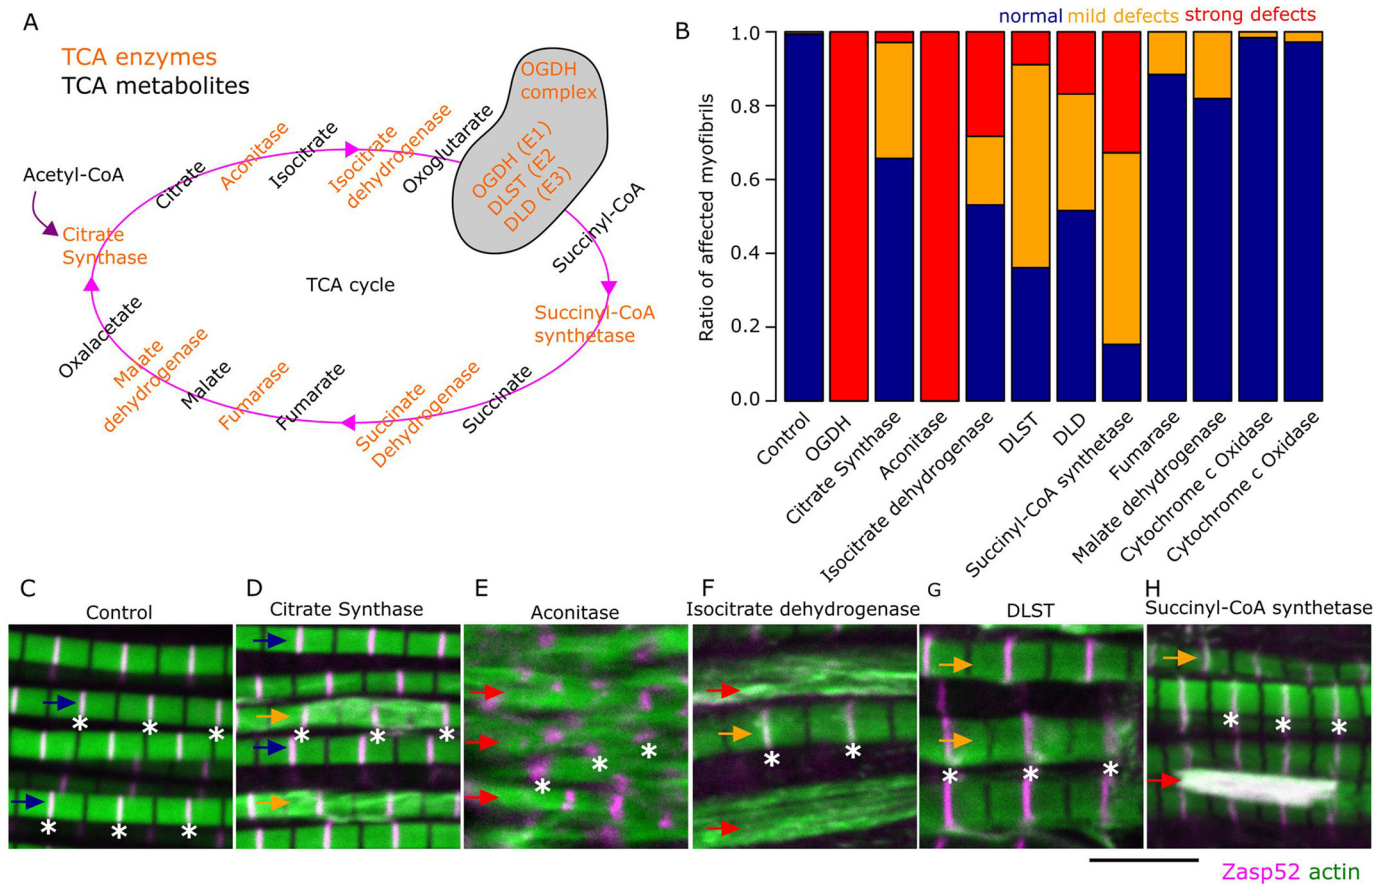 A
TCA enzymes
TCA metabolites
OGDH
complex
OGDH (E1)
DLST (E2
DLD (E3)
Acetyl-CoA
Citrate
Synthase
Citrate
Aconitase
Isocitrate
Isocitrate
dehydrogenase
Oxoglutarate
Succinyl-CoA
Succinyl-CoA
synthetase
Succinate
Succinate
Dehydrogenase
Fumarate
Fumarase
Malate
Malate
dehydrogenase
Oxalacetate
TCA cycle
B
normal mild defects strong defects
Ratio of affected myofibrils
1.0
0.8
0.6
0.4
0.2
0.0
Control
OGDH
Citrate Synthase
Aconitase
Isocitrate dehydrogenase
DLST
DLD
Succinyl-CoA synthetase
Fumarase
Malate dehydrogenase
Cytochrome c Oxidase
Cytochrome c Oxidase
C
Control
* * *
* * *
D
Citrate Synthase
* * *
E
Aconitase
* * *
F
Isocitrate dehydrogenase
* *
G
DLST
* * *
H
Succinyl-CoA synthetase
* * *
Zasp52 actin